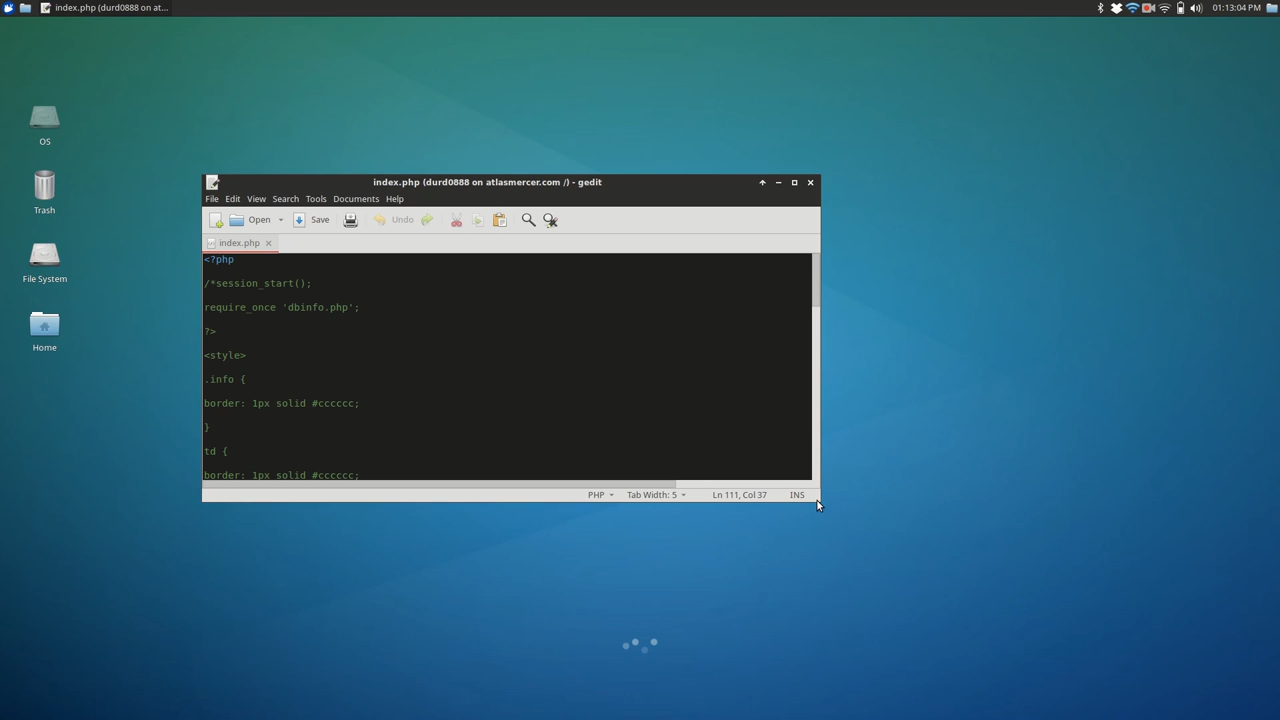 index.php (durd0888 on at...
01:13:04 PM
OS
Trash
File System
Home
index.php (durd0888 on atlasmercer.com /) - gedit
File Edit View Search Tools Documents Help
Open Save Undo
index.php
<?php
/*session_start();
require_once 'dbinfo.php';
?>
<style>
.info {
border: 1px solid #cccccc;
}
td {
border: 1px solid #cccccc;
PHP Tab Width: 5 Ln 111, Col 37 INS